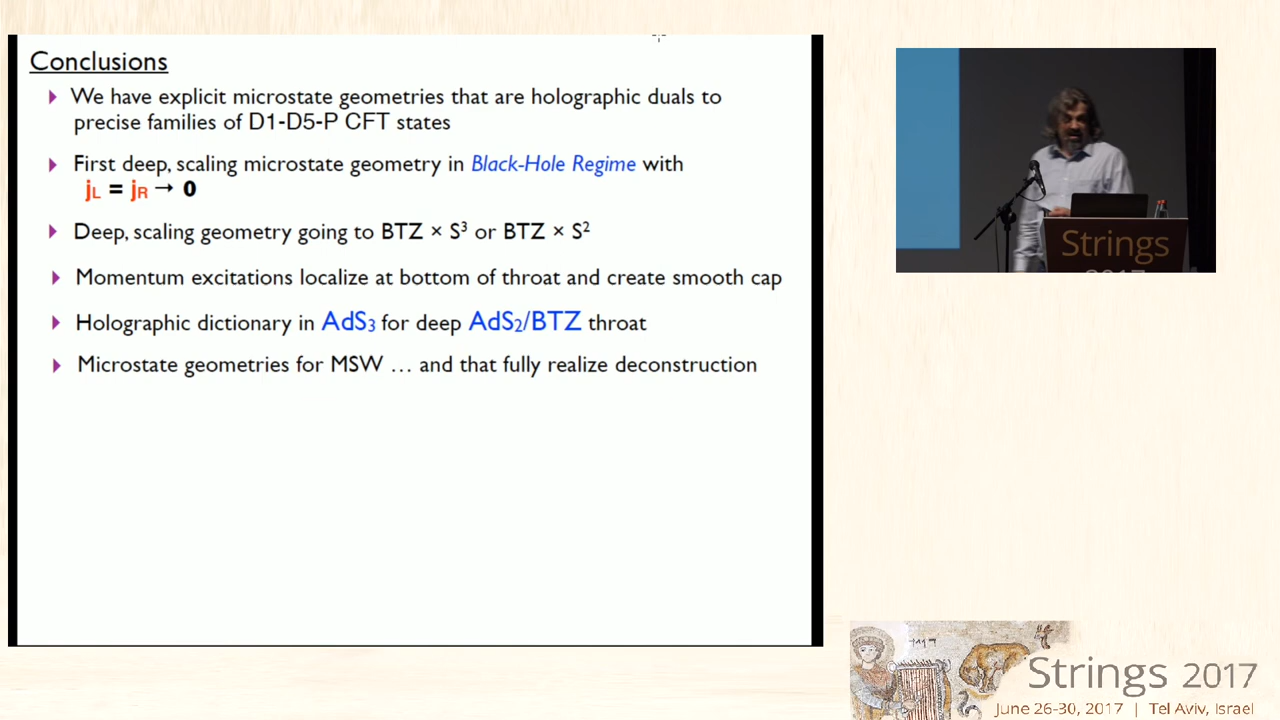 Conclusions
We have explicit microstate geometries that are holographic duals to
precise families of D1-D5-P CFT states
First deep, scaling microstate geometry in Black-Hole Regime with
jL = jR → 0
Deep, scaling geometry going to BTZ × S³ or BTZ × S²
Momentum excitations localize at bottom of throat and create smooth cap
Holographic dictionary in AdS₃ for deep AdS₂/BTZ throat
Microstate geometries for MSW … and that fully realize deconstruction
Strings
2017
Strings 2017
June 26-30, 2017 | Tel Aviv, Israel